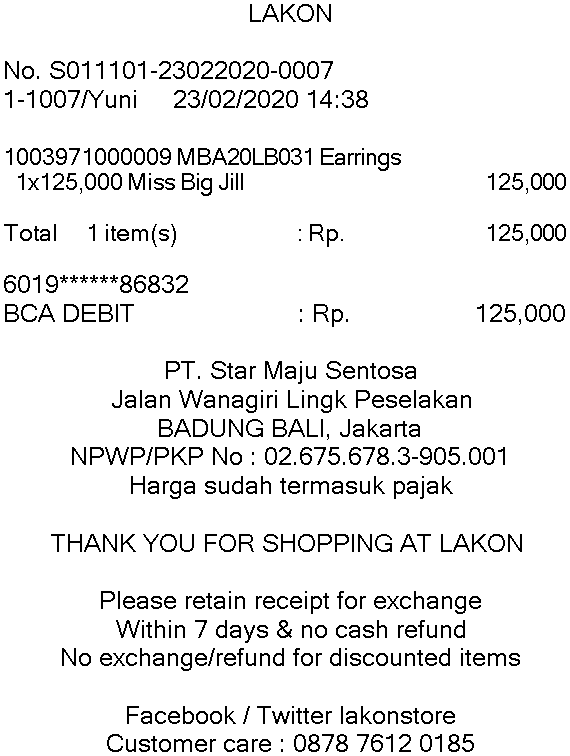 LAKON
No. S011101-23022020-0007
1-1007/Yuni 23/02/2020 14:38
1003971000009 MBA20LB031 Earrings
1x125,000 Miss Big Jill 125,000
Total 1 item(s) : Rp. 125,000
6019******86832
BCA DEBIT : Rp. 125,000
PT. Star Maju Sentosa
Jalan Wanagiri Lingk Peselakan
BADUNG BALI, Jakarta
NPWP/PKP No : 02.675.678.3-905.001
Harga sudah termasuk pajak
THANK YOU FOR SHOPPING AT LAKON
Please retain receipt for exchange
Within 7 days & no cash refund
No exchange/refund for discounted items
Facebook / Twitter lakonstore
Customer care : 0878 7612 0185